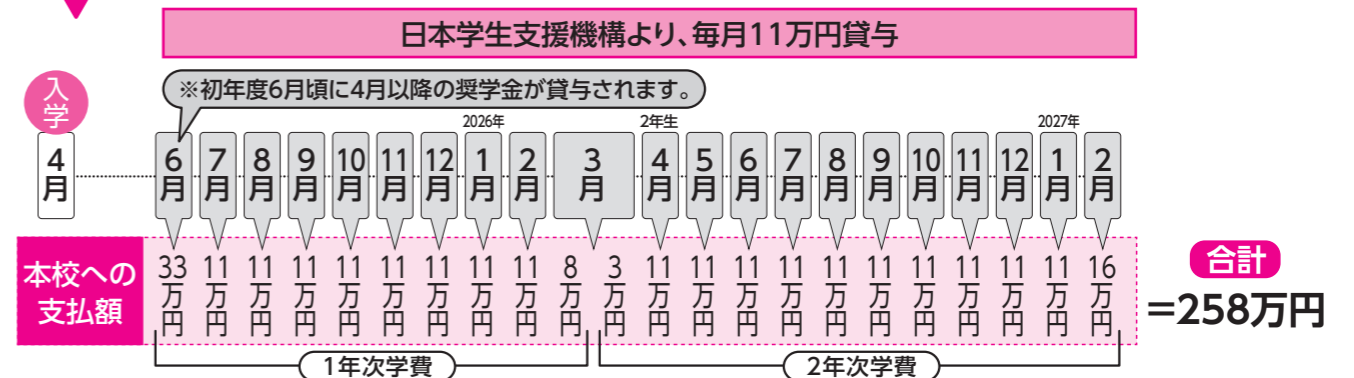 日本学生支援機構より、毎月11万円貸与
入学
※初年度6月頃に4月以降の奨学金が貸与されます。
2026年
2年生
2027年
4月
6月
7月
8月
9月
10月
11月
12月
1月
2月
3月
4月
5月
6月
7月
8月
9月
10月
11月
12月
1月
2月
本校への
支払額
33万円
11万円
11万円
11万円
11万円
11万円
11万円
11万円
11万円
8万円
3万円
11万円
11万円
11万円
11万円
11万円
11万円
11万円
11万円
11万円
11万円
16万円
合計
=258万円
1年次学費
2年次学費